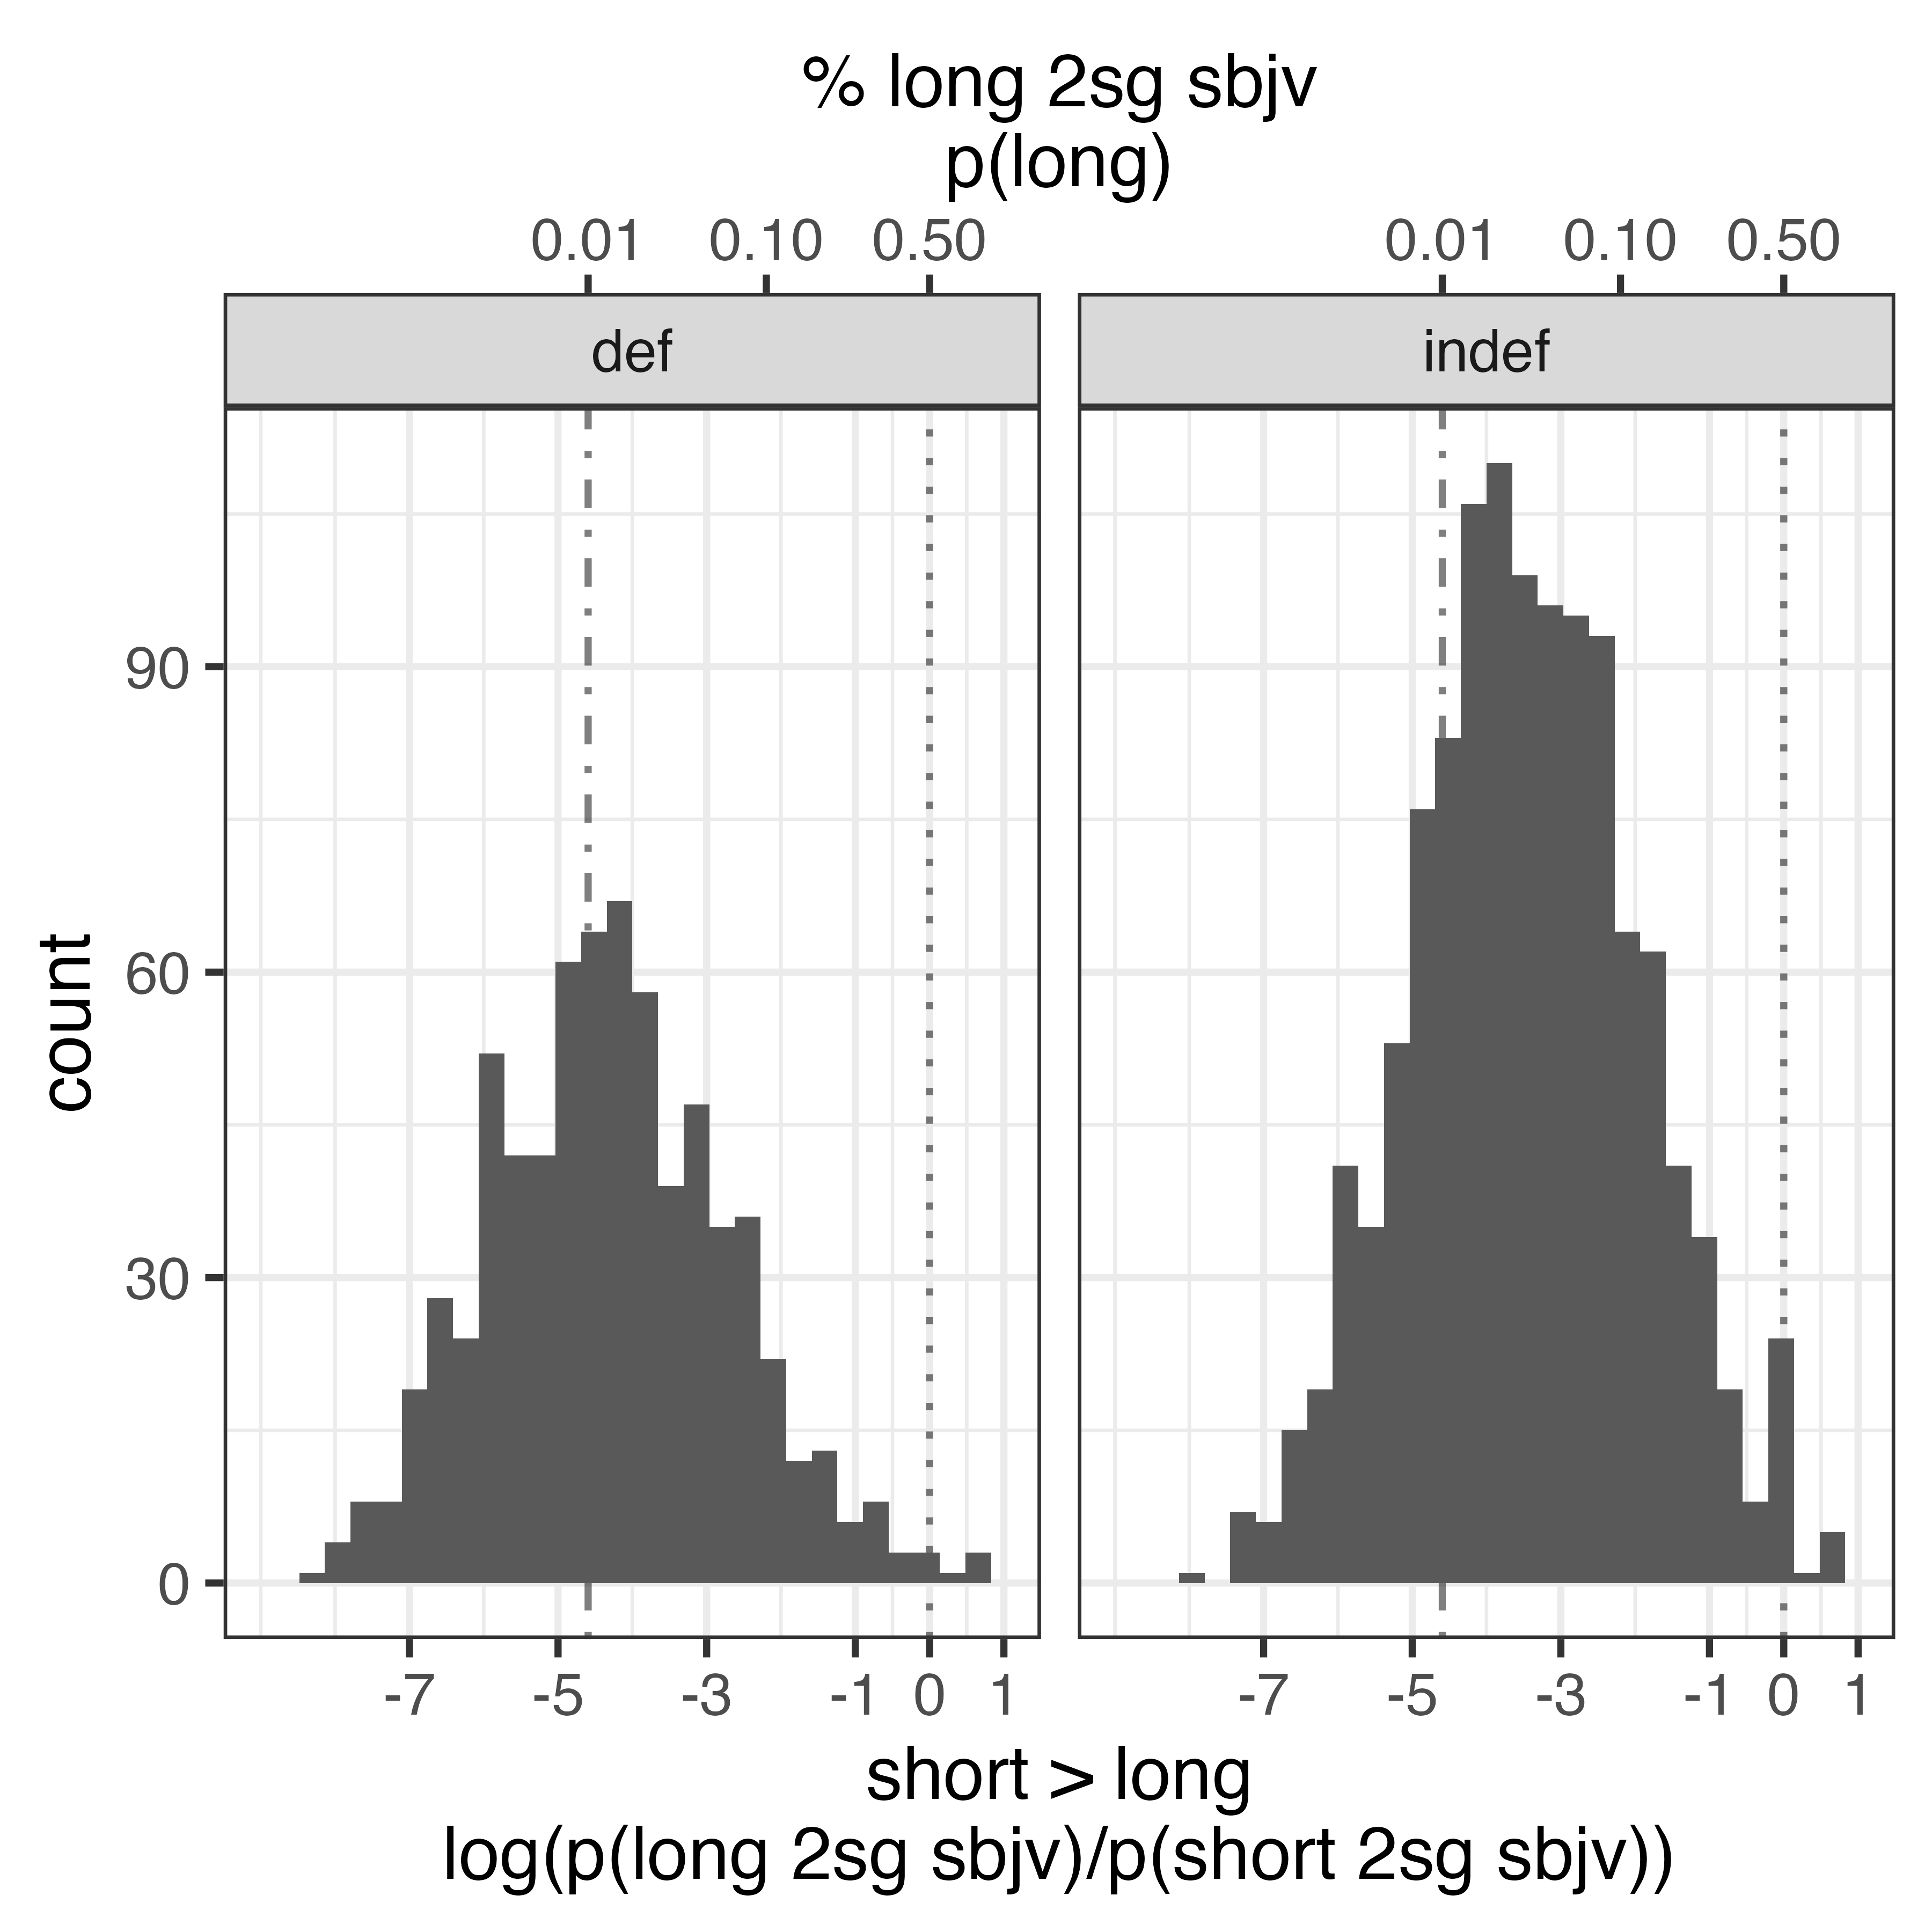 % long 2sg sbjv
p(long)
0.01 0.10 0.50 0.01 0.10 0.50
def indef
count
90
60
30
0
-7 -5 -3 -1 0 1 -7 -5 -3 -1 0 1
short > long
log(p(long 2sg sbjv)/p(short 2sg sbjv))